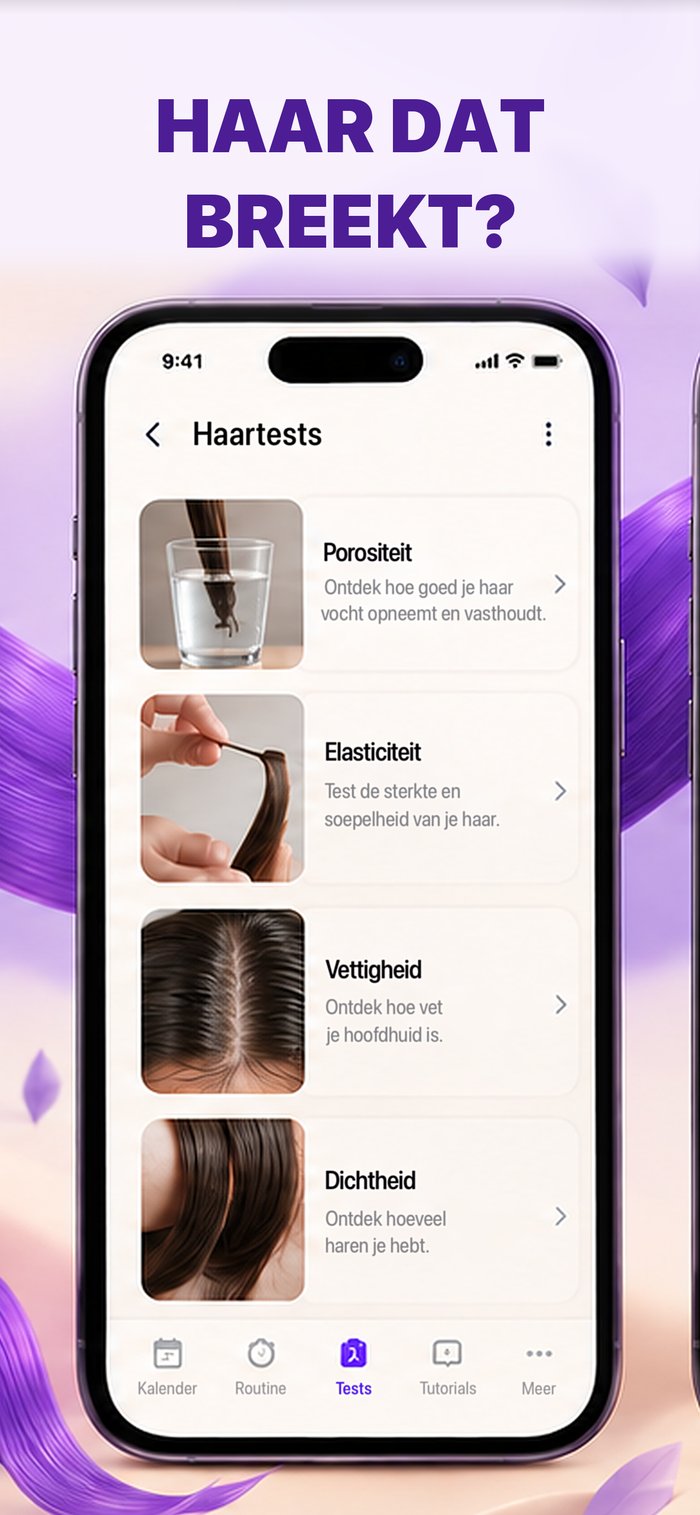 HAAR DAT
BREEKT?
9:41
Haartests
Porositeit
Ontdek hoe goed je haar
vocht opneemt en vasthoudt.
Elasticiteit
Test de sterkte en
soepelheid van je haar.
Vettigheid
Ontdek hoe vet
je hoofdhuid is.
Dichtheid
Ontdek hoeveel
haren je hebt.
Kalender Routine Tests Tutorials Meer